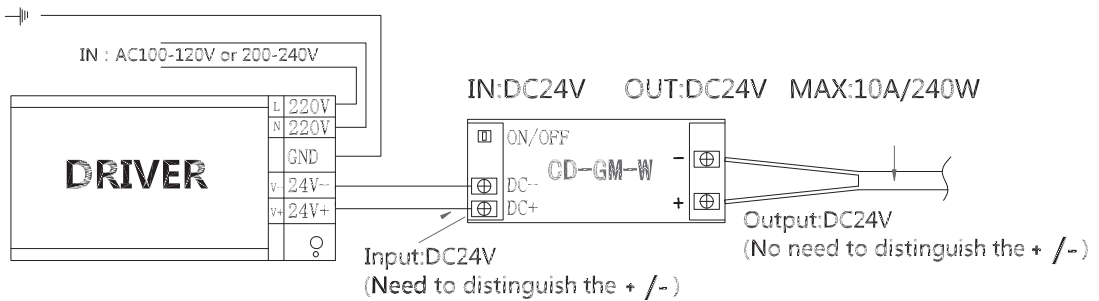 IN : AC100-120V or 200-240V
IN:DC24V OUT:DC24V MAX:10A/240W
L 220V
N 220V
GND
V- 24V-
V+ 24V+
DRIVER
ON/OFF
CD-GM-W
DC-
DC+
-
+
Input:DC24V
(Need to distinguish the + /-)
Output:DC24V
(No need to distinguish the + /-)